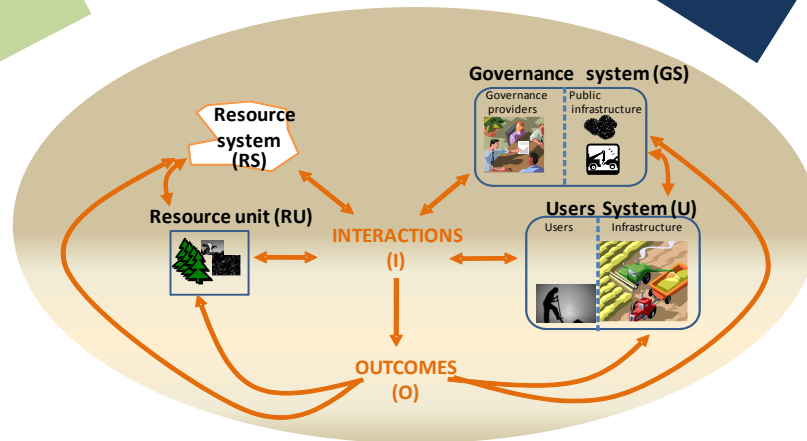 Governance system (GS)
Governance
providers
Public
infrastructure
Resource
system
(RS)
Resource unit (RU)
Users System (U)
Users
Infrastructure
INTERACTIONS
(I)
OUTCOMES
(O)